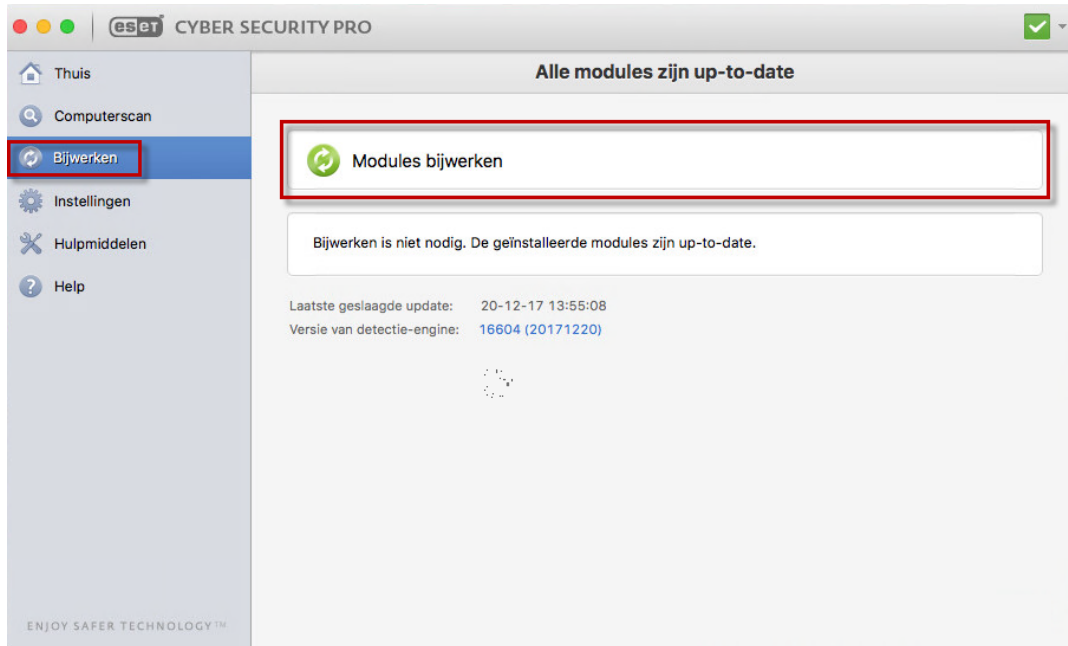 eset CYBER SECURITY PRO
Thuis
Computerscan
Bijwerken
Instellingen
Hulpmiddelen
Help
ENJOY SAFER TECHNOLOGY™
Alle modules zijn up-to-date
Modules bijwerken
Bijwerken is niet nodig. De geïnstalleerde modules zijn up-to-date.
Laatste geslaagde update: 20-12-17 13:55:08
Versie van detectie-engine: 16604 (20171220)